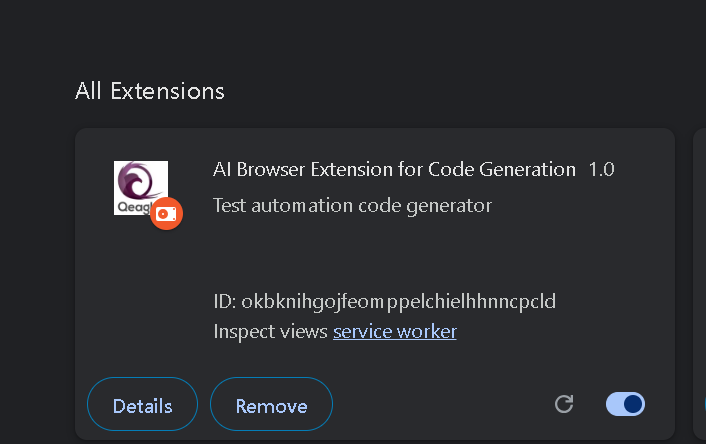 All Extensions
AI Browser Extension for Code Generation 1.0
Test automation code generator
ID: okbknihgojfeomppelchielhhnncpcld
Inspect views service worker
Details
Remove